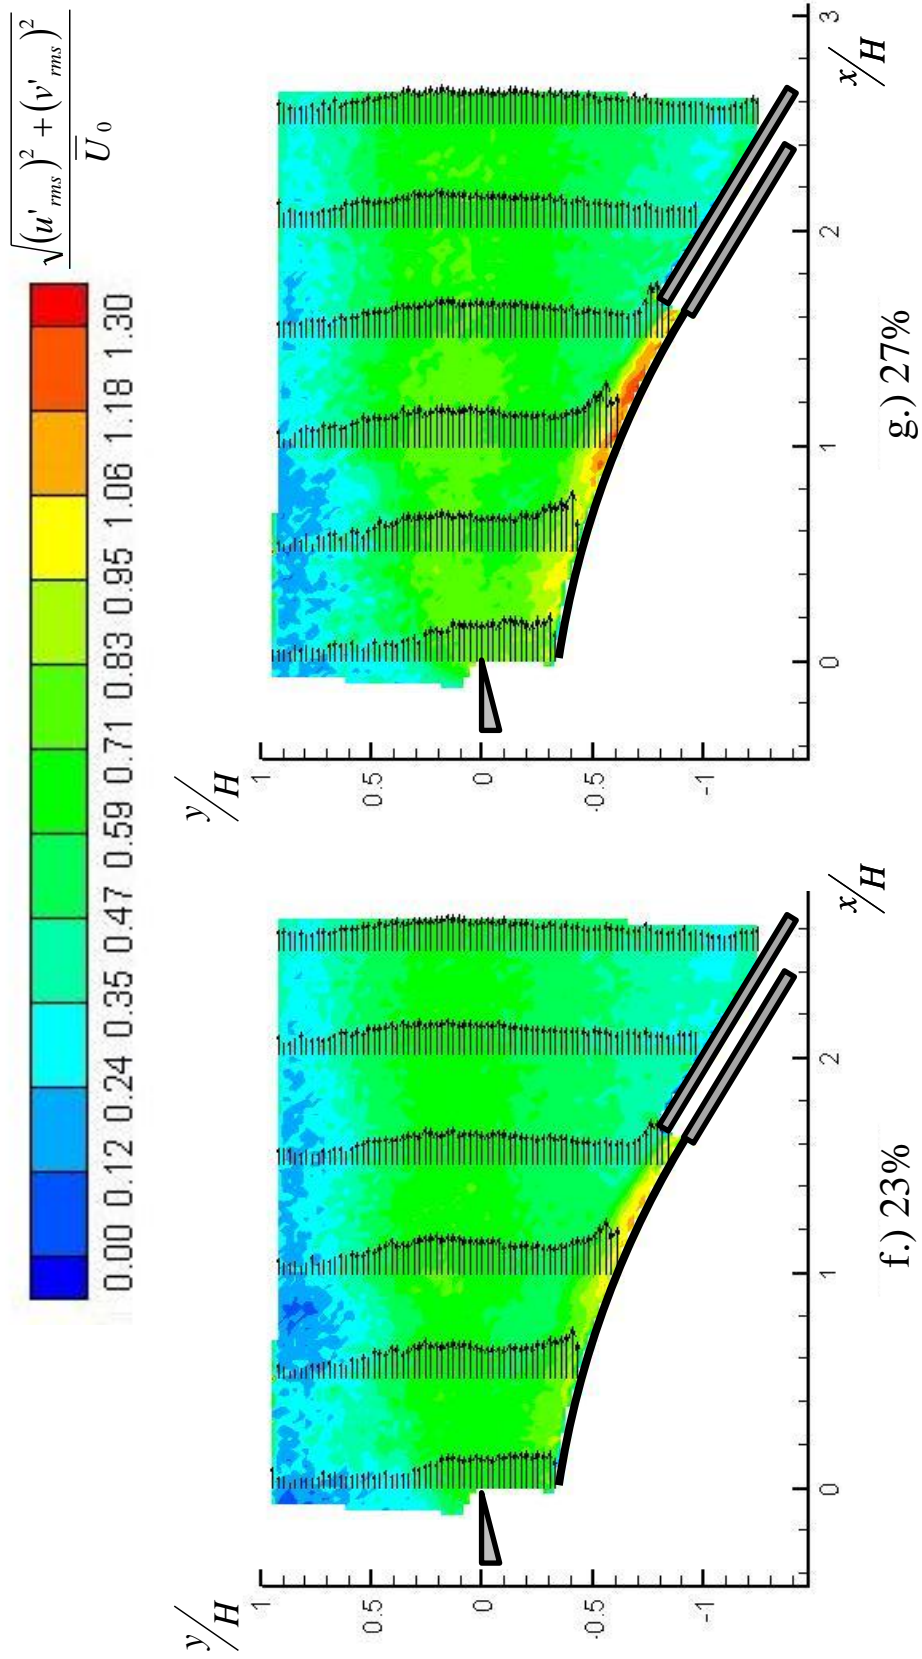 √(u'rms)² + (v'rms)² / U̅0
0.00 0.12 0.24 0.35 0.47 0.59 0.71 0.83 0.95 1.06 1.18 1.30
y/H
1
0.5
0
-0.5
-1
0 1 2
x/H
f.) 23%
y/H
1
0.5
0
-0.5
-1
0 1 2 3
x/H
g.) 27%